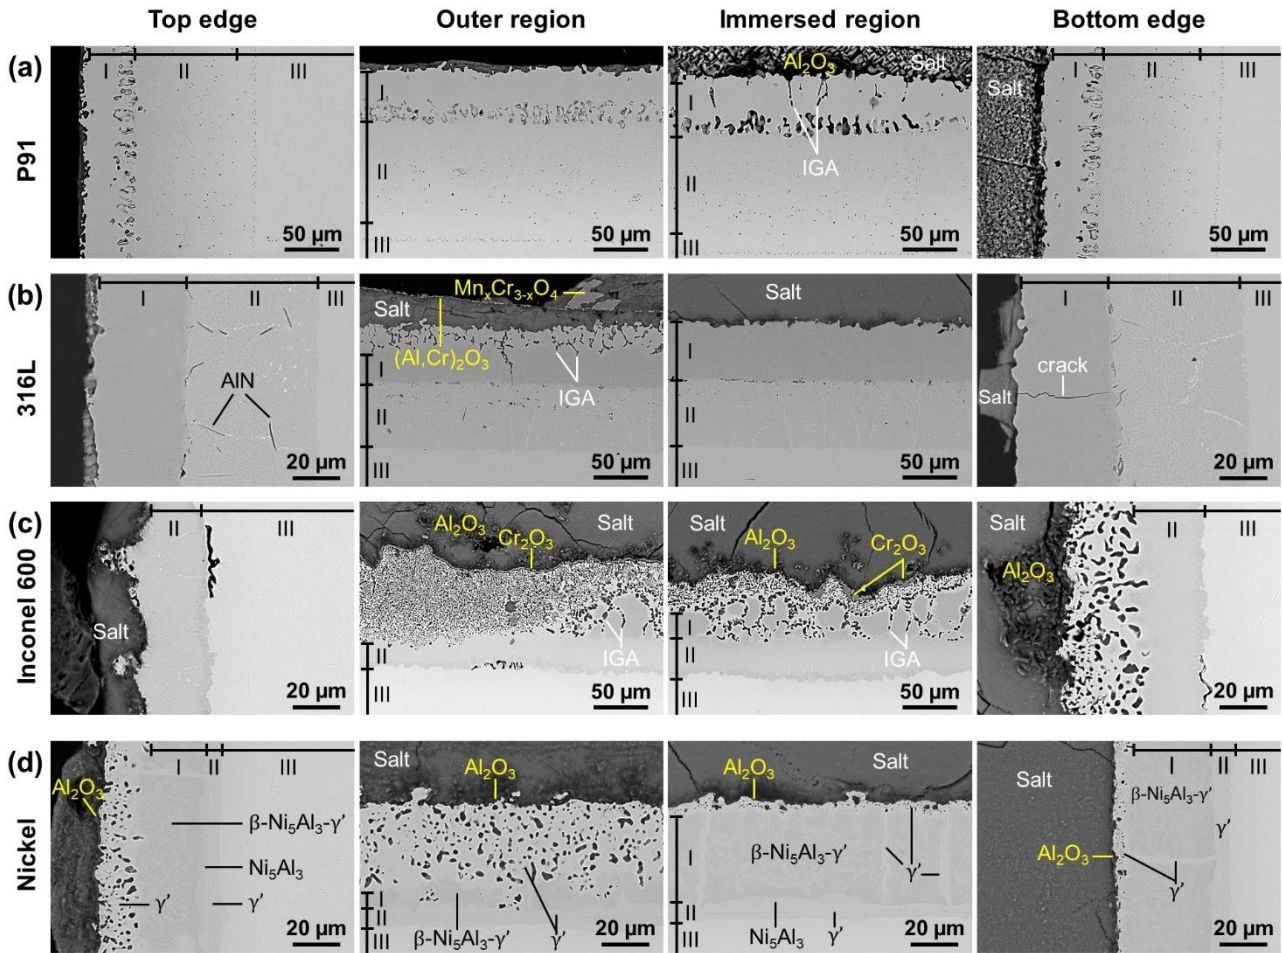 Top edge Outer region Immersed region Bottom edge
(a) P91
I II III
50 µm
I
II
III
50 µm
Al₂O₃ Salt
I
IGA
II
III
50 µm
Salt
I II III
50 µm
(b) 316L
I II III
AlN
20 µm
MnₓCr₃₋ₓO₄
Salt
(Al,Cr)₂O₃
I
IGA
II
III
50 µm
Salt
I
II
III
50 µm
I II III
crack
Salt
20 µm
(c) Inconel 600
II III
Salt
20 µm
Al₂O₃ Salt
Cr₂O₃
II
IGA
III
50 µm
Salt
Al₂O₃ Cr₂O₃
I
II
IGA
III
50 µm
Salt
II III
Al₂O₃
20 µm
(d) Nickel
I II III
Al₂O₃
β-Ni₅Al₃-γ’
Ni₅Al₃
γ’ γ’
20 µm
Salt Al₂O₃
I
II
III
β-Ni₅Al₃-γ’ γ’
20 µm
Al₂O₃ Salt
I
β-Ni₅Al₃-γ’ γ’
II
III
Ni₅Al₃ γ’
20 µm
I II III
Salt
β-Ni₅Al₃-γ’
γ’
Al₂O₃
γ’
20 µm